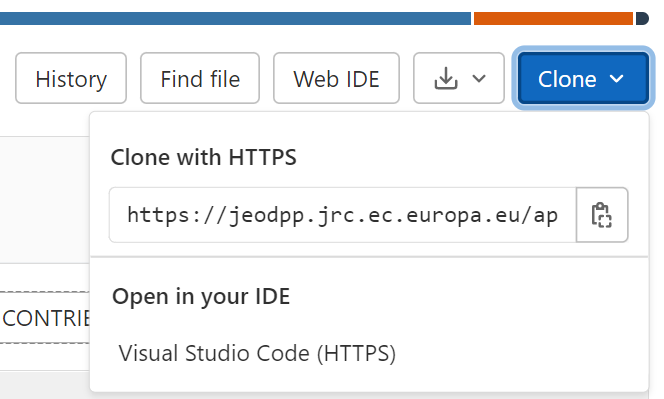 History Find file Web IDE Clone
Clone with HTTPS
https://jeodpp.jrc.ec.europa.eu/ap
Open in your IDE
CONTRIE
Visual Studio Code (HTTPS)